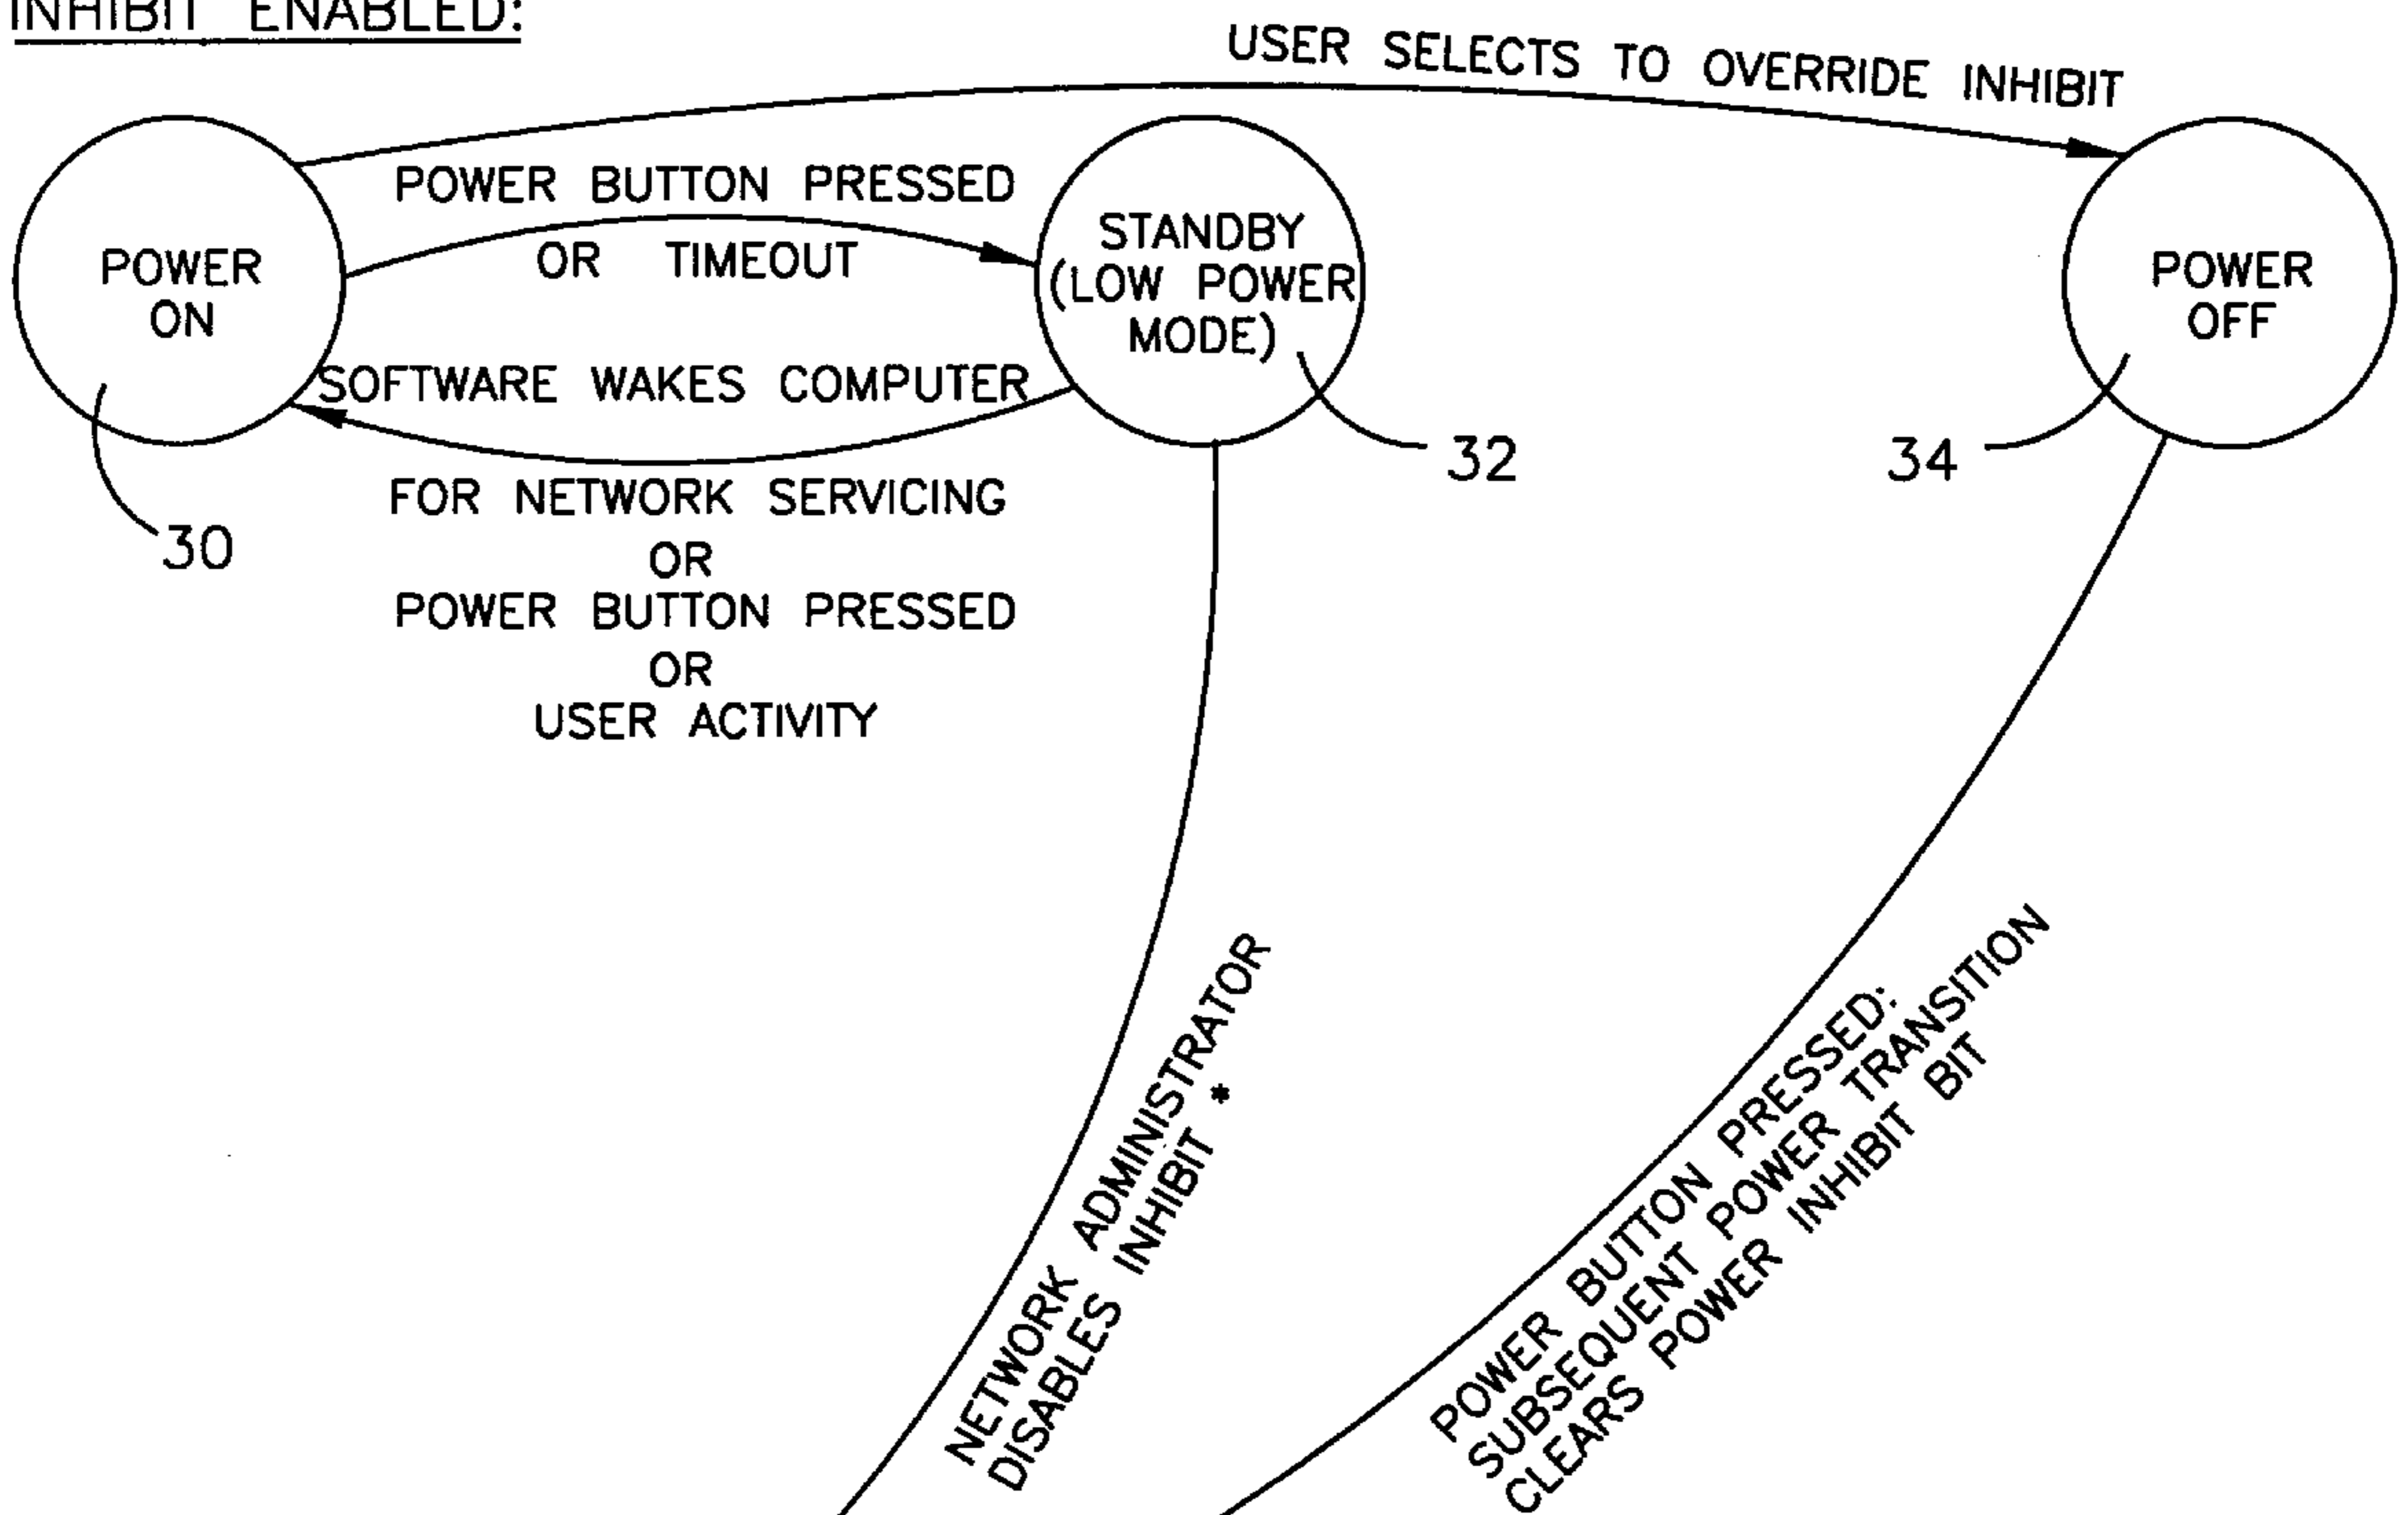 INHIBIT ENABLED:
USER SELECTS TO OVERRIDE INHIBIT
POWER BUTTON PRESSED
OR TIMEOUT
POWER
ON
STANDBY
(LOW POWER
MODE)
POWER
OFF
SOFTWARE WAKES COMPUTER
FOR NETWORK SERVICING
OR
POWER BUTTON PRESSED
OR
USER ACTIVITY
30
32
34
NETWORK ADMINISTRATOR
DISABLES INHIBIT *
POWER BUTTON PRESSED:
SUBSEQUENT POWER TRANSITION
CLEARS POWER INHIBIT BIT